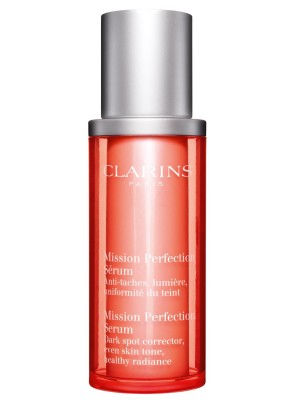 CLARINS
PARIS
Mission Perfection
Sérum
Anti-taches, lumière,
uniformité du teint
Mission Perfection
Serum
Dark spot corrector,
even skin tone,
healthy radiance